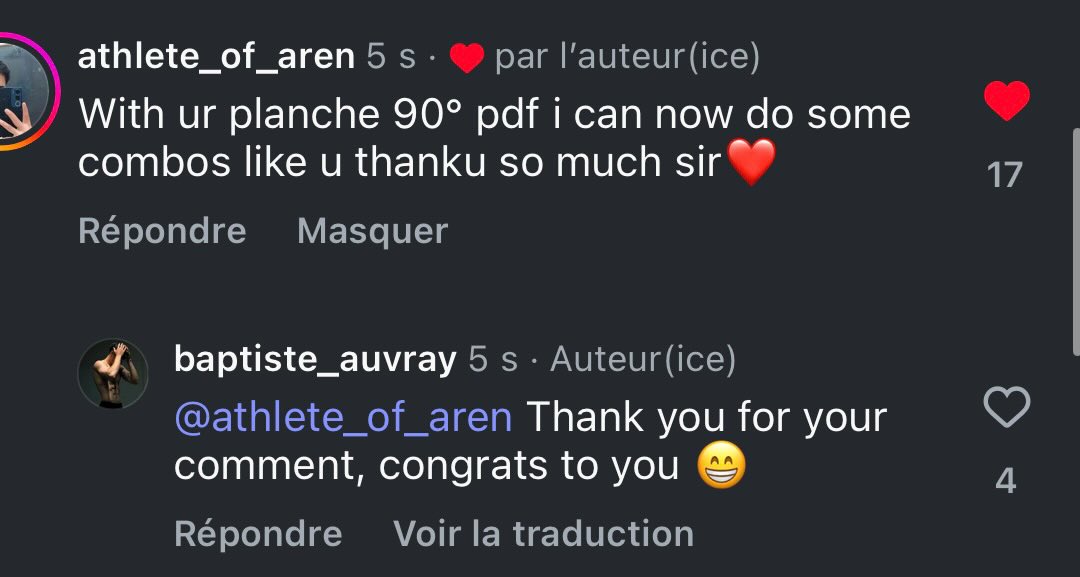 athlete_of_aren 5 s · ❤️ par l’auteur(ice)
With ur planche 90° pdf i can now do some
combos like u thanku so much sir❤️
17
Répondre Masquer
baptiste_auvray 5 s · Auteur(ice)
@athlete_of_aren Thank you for your
comment, congrats to you 😁
4
Répondre Voir la traduction